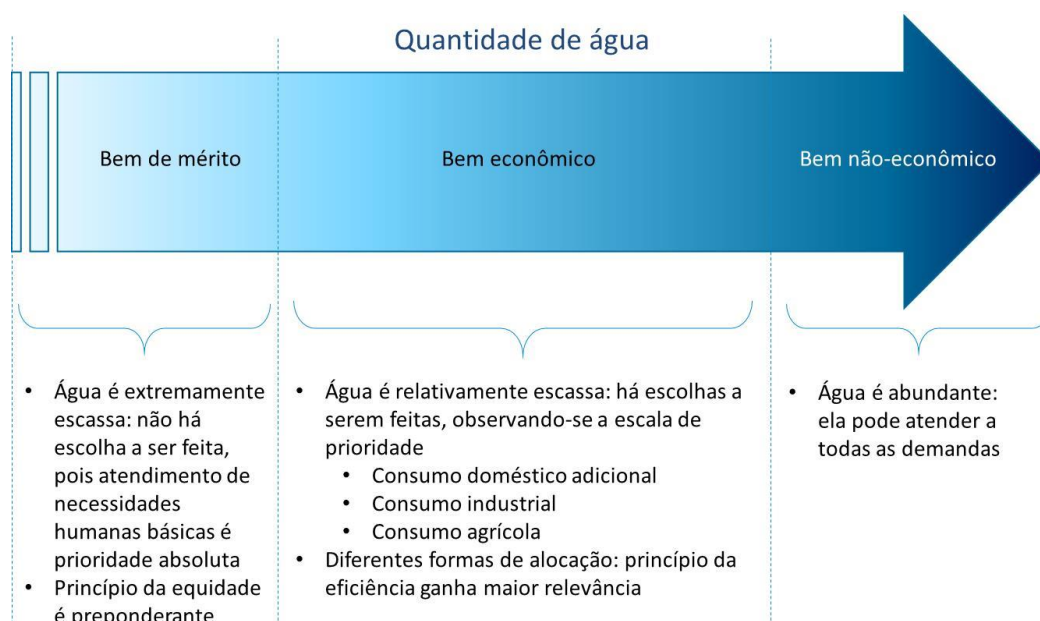 Quantidade de água
Bem de mérito
Bem econômico
Bem não-econômico
• Água é extremamente
escassa: não há
escolha a ser feita,
pois atendimento de
necessidades
humanas básicas é
prioridade absoluta
• Princípio da equidade
é preponderante
• Água é relativamente escassa: há escolhas a
serem feitas, observando-se a escala de
prioridade
• Consumo doméstico adicional
• Consumo industrial
• Consumo agrícola
• Diferentes formas de alocação: princípio da
eficiência ganha maior relevância
• Água é abundante:
ela pode atender a
todas as demandas